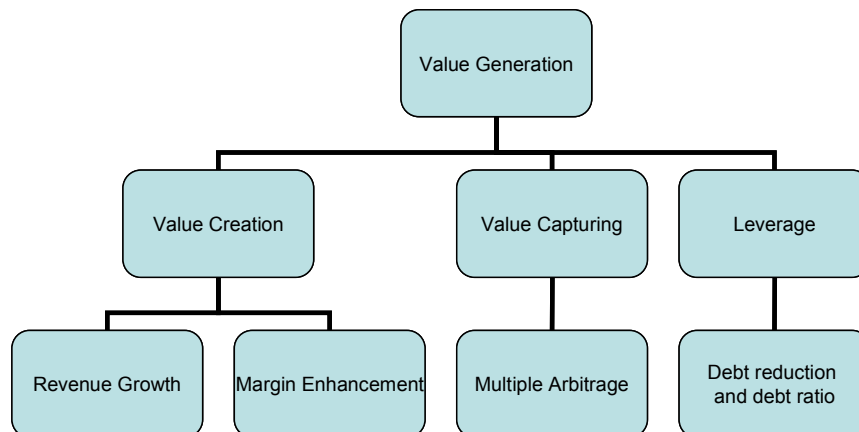 Value Generation
Value Creation
Value Capturing
Leverage
Revenue Growth
Margin Enhancement
Multiple Arbitrage
Debt reduction
and debt ratio